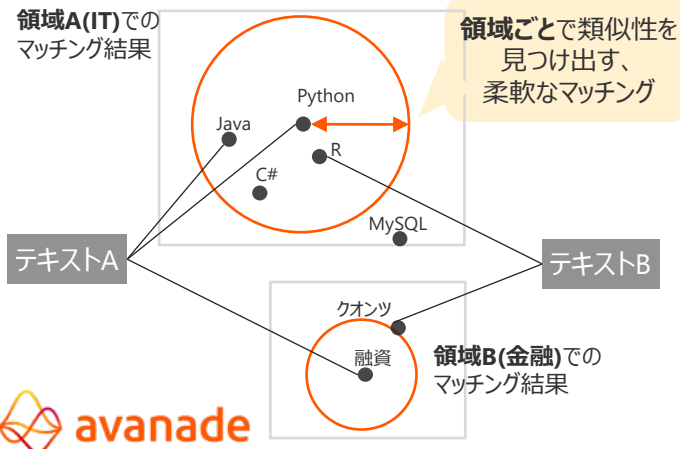 領域A(IT)での
マッチング結果
領域ごとで類似性を
見つけ出す、
柔軟なマッチング
Python
Java
R
C#
MySQL
テキストA
テキストB
クオンツ
融資
領域B(金融)での
マッチング結果
avanade